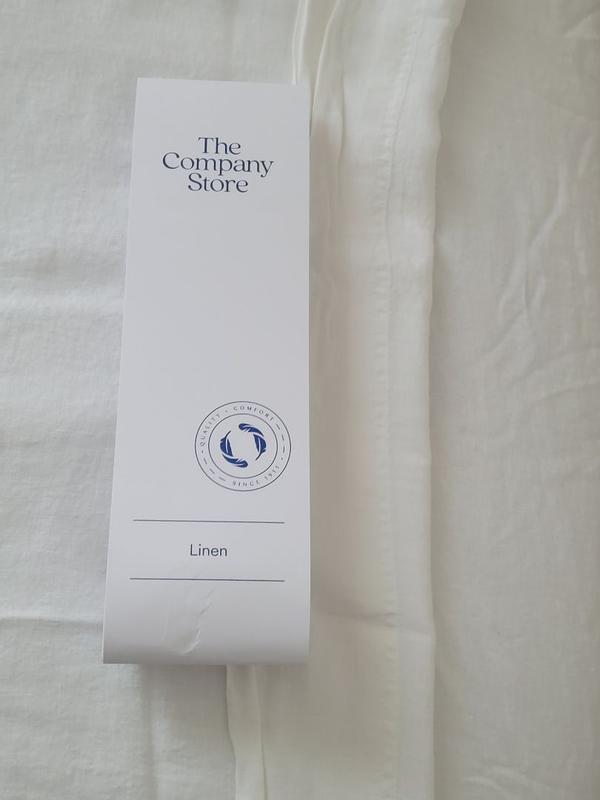 The
Company
Store
QUALITY • COMFORT
SINCE 1911
Linen